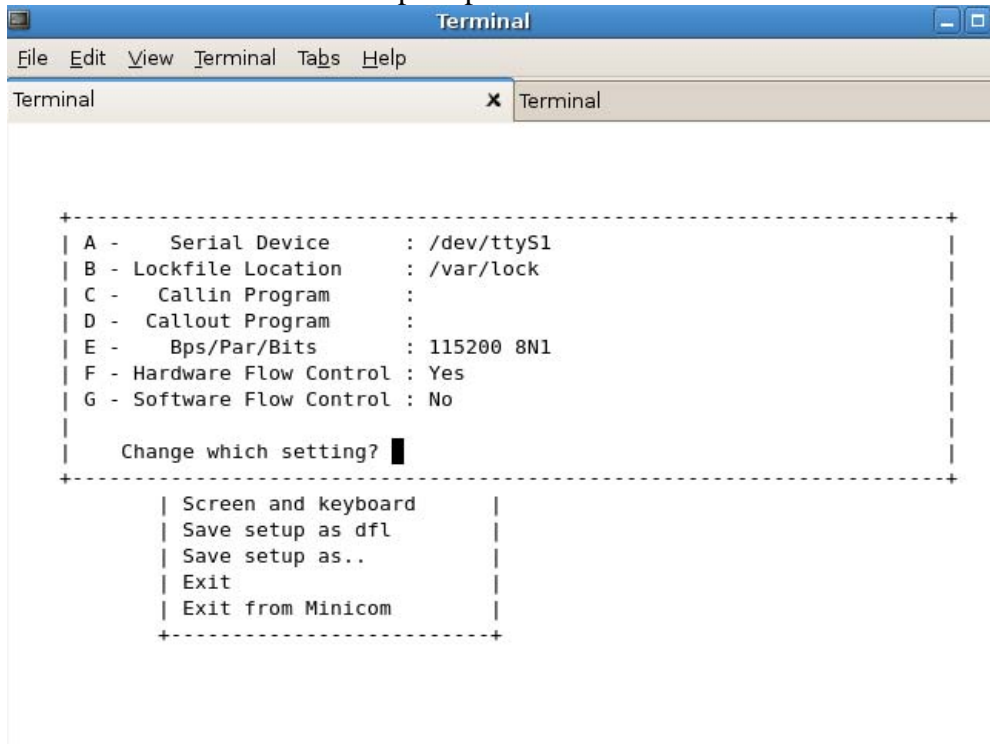 Terminal
File Edit View Terminal Tabs Help
Terminal x Terminal
A - Serial Device : /dev/ttyS1
B - Lockfile Location : /var/lock
C - Callin Program :
D - Callout Program :
E - Bps/Par/Bits : 115200 8N1
F - Hardware Flow Control : Yes
G - Software Flow Control : No
Change which setting?
Screen and keyboard
Save setup as dfl
Save setup as..
Exit
Exit from Minicom